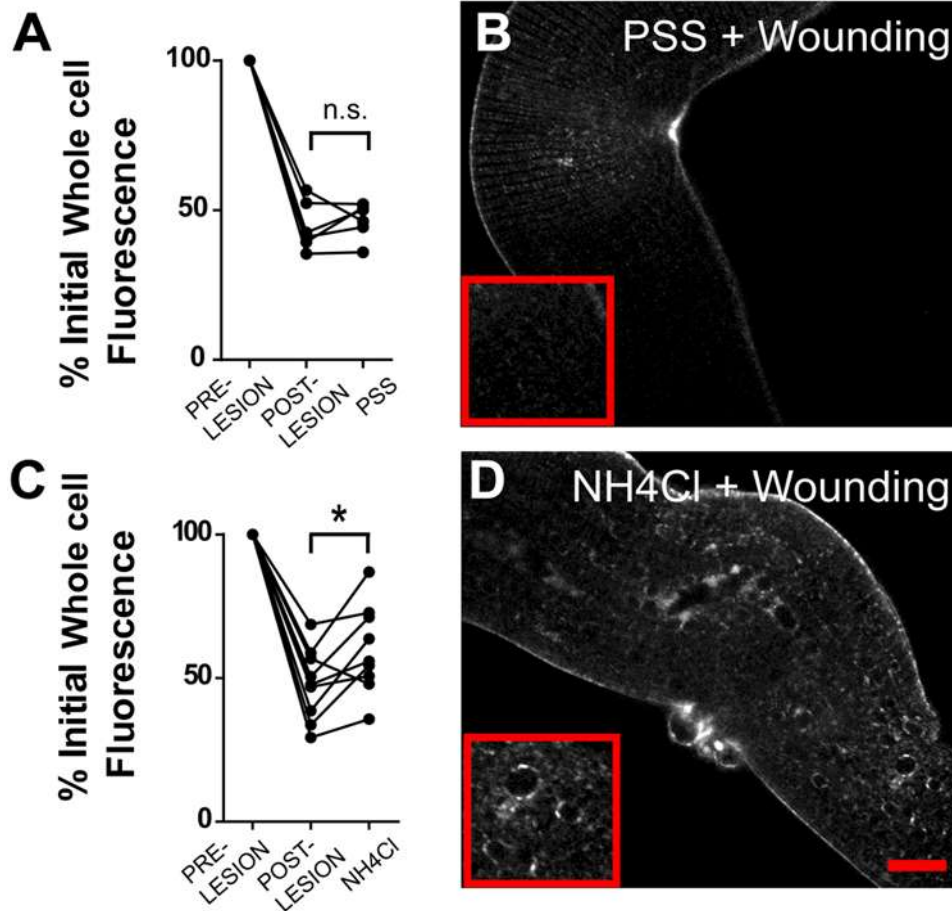 A
% Initial Whole cell
Fluorescence
100
50
0
n.s.
PRE-
LESION
POST-
LESION
PSS
B
PSS + Wounding
C
% Initial Whole cell
Fluorescence
100
50
0
*
PRE-
LESION
POST-
LESION
NH4Cl
D
NH4Cl + Wounding